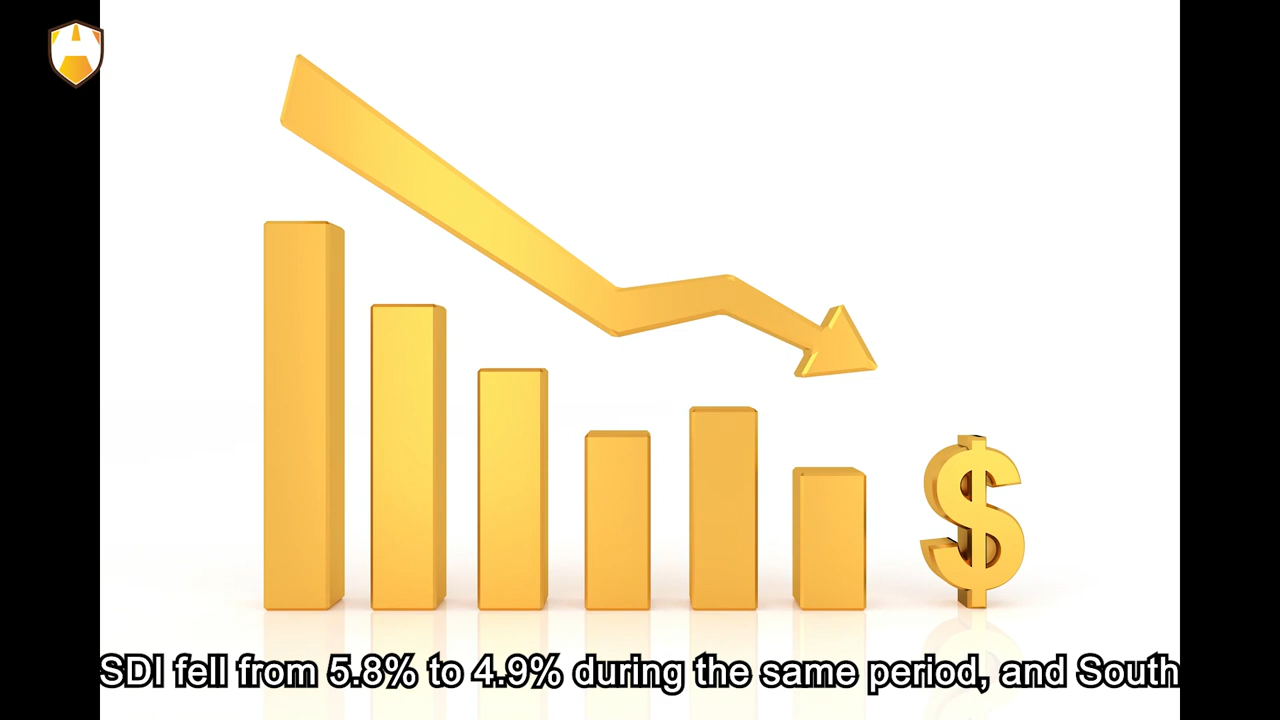 SDI fell from 5.8% to 4.9% during the same period, and South